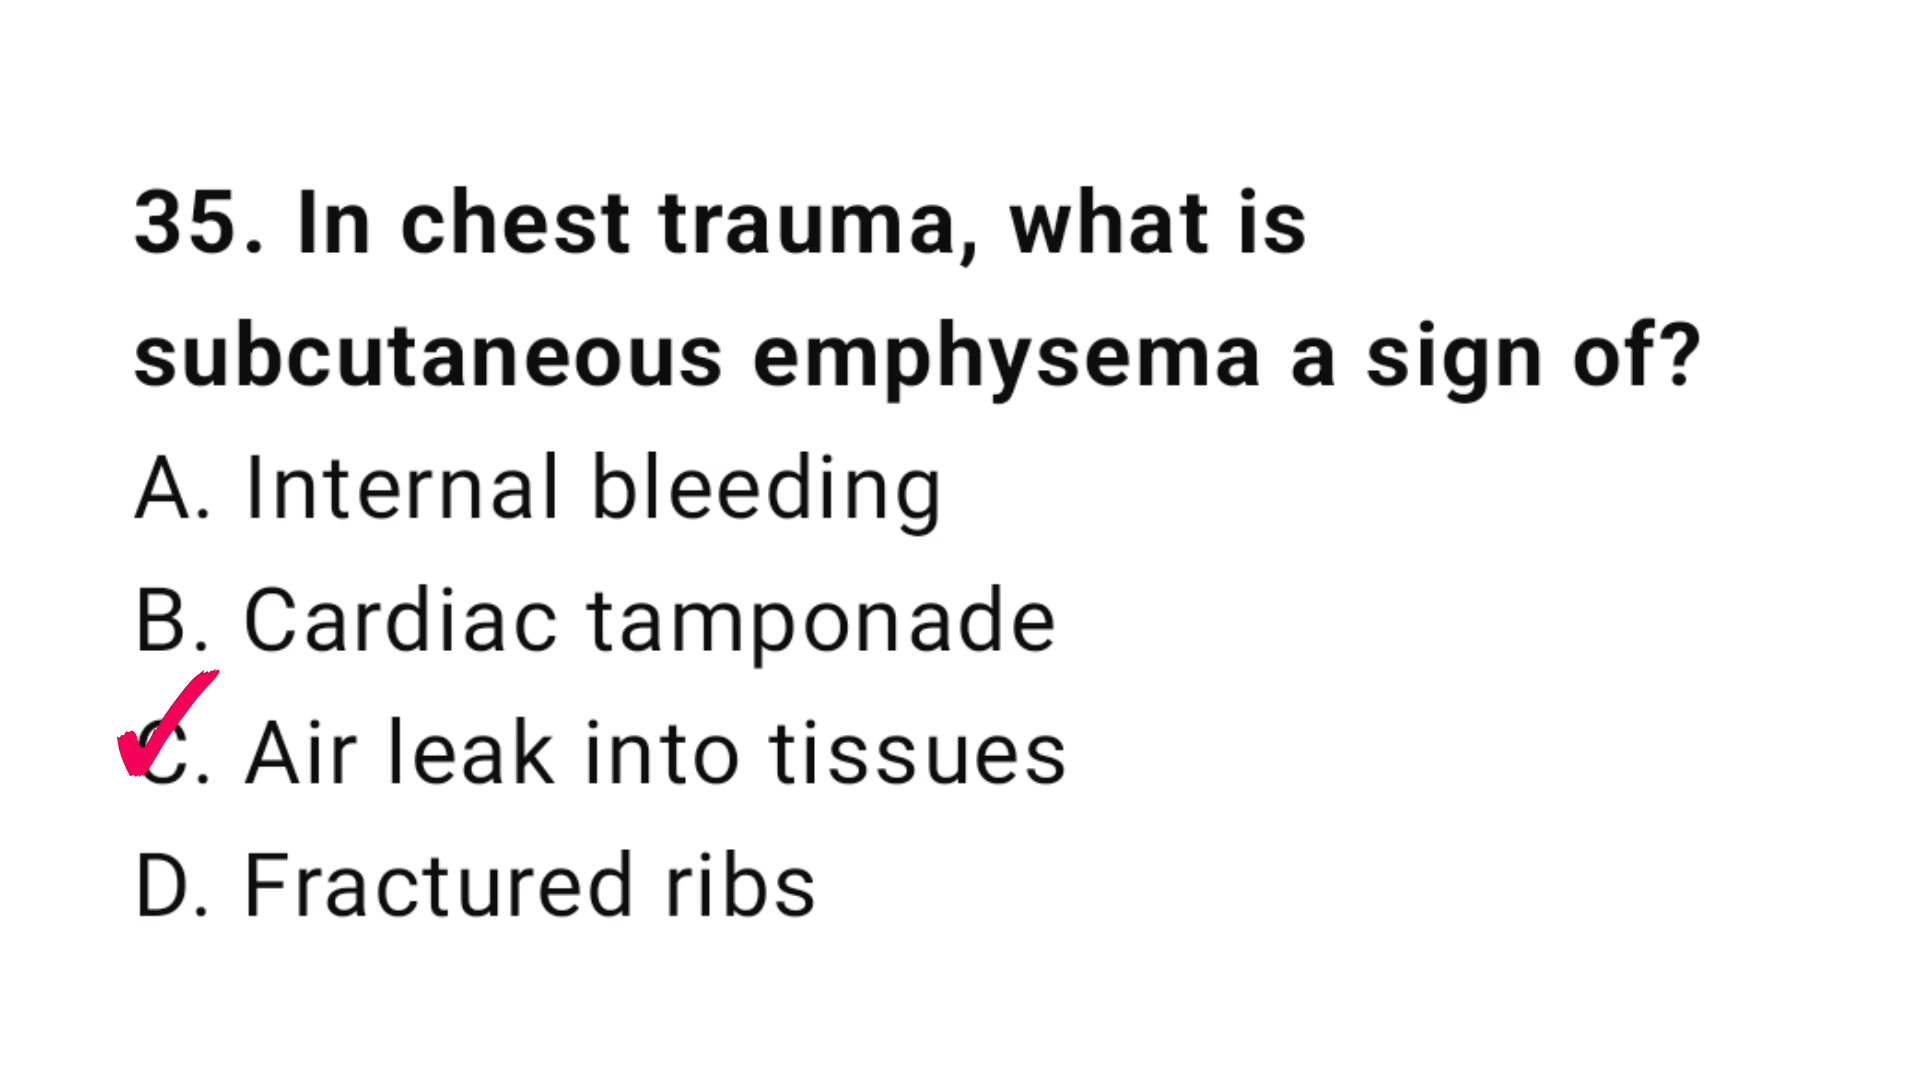 35. In chest trauma, what is
subcutaneous emphysema a sign of?
A. Internal bleeding
B. Cardiac tamponade
C. Air leak into tissues
D. Fractured ribs